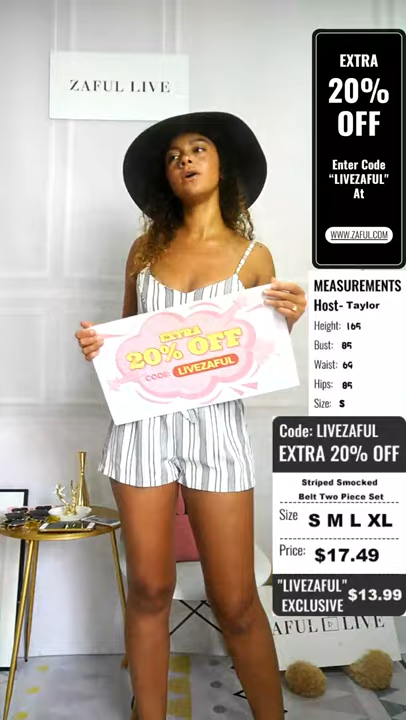 ZAFUL LIVE
EXTRA
20%
OFF
Enter Code
"LIVEZAFUL"
At
WWW.ZAFUL.COM
MEASUREMENTS
Host- Taylor
Height: 165
Bust: 85
Waist: 69
Hips: 85
Size: S
EXTRA
20% OFF
CODE: LIVEZAFUL
Code: LIVEZAFUL
EXTRA 20% OFF
Striped Smocked
Belt Two Piece Set
Size S M L XL
Price: $17.49
"LIVEZAFUL" $13.99
EXCLUSIVE
AFUL LIVE